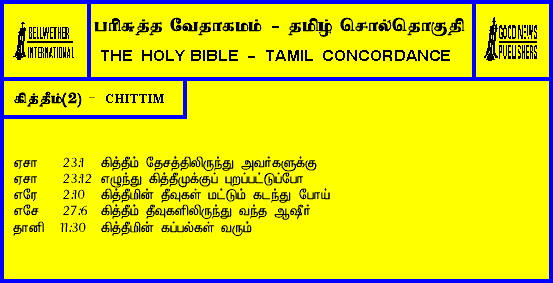 BELLWETHER
INTERNATIONAL
பரிசுத்த வேதாகமம் - தமிழ் சொல்தொகுதி
THE HOLY BIBLE - TAMIL CONCORDANCE
GOOD NEWS
PUBLISHERS
கித்தீம்(2) - CHITTIM
ஏசா 23:1 கித்தீம் தேசத்திலிருந்து அவர்களுக்கு
ஏசா 23:12 எழுந்து கித்தீமுக்குப் புறப்பட்டுப்போ
எரே 2:10 கித்தீமின் தீவுகள் மட்டும் கடந்து போய்
எசே 27:6 கித்தீம் தீவுகளிலிருந்து வந்த ஆஷீர்
தானி 11:30 கித்தீமின் கப்பல்கள் வரும்